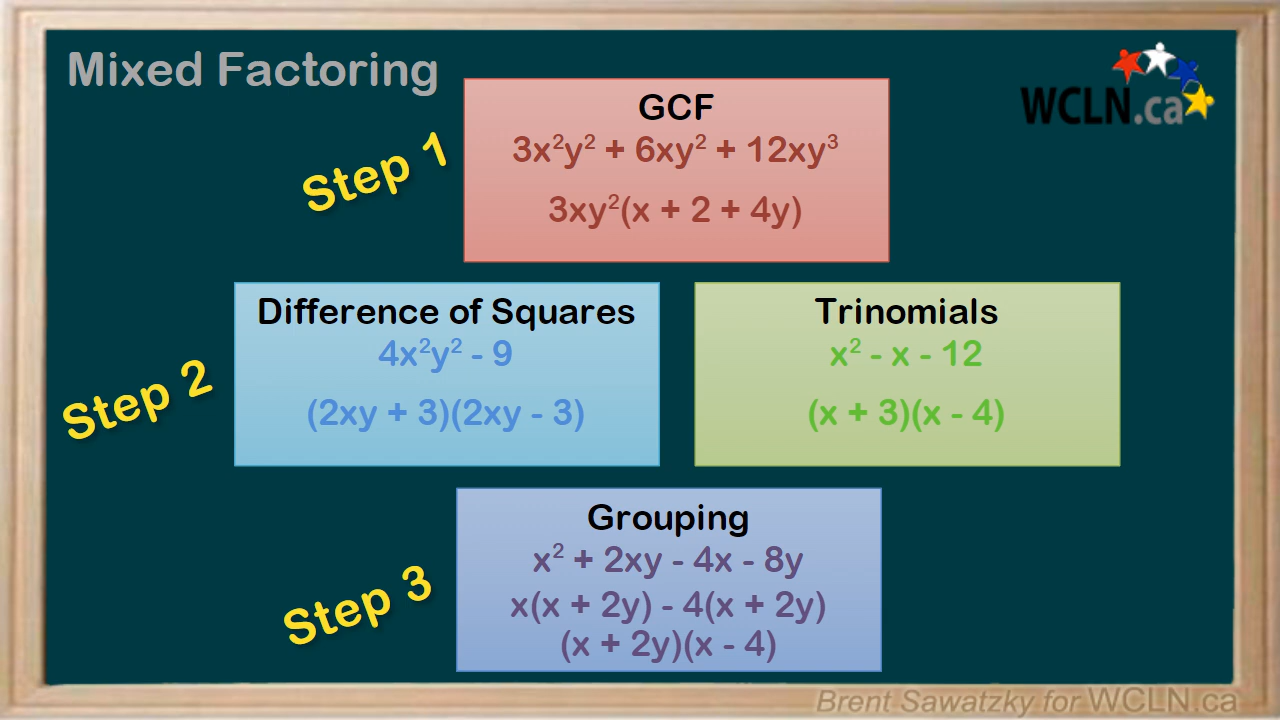 Mixed Factoring
WCLN.ca
Step 1
GCF
3x²y² + 6xy² + 12xy³
3xy²(x + 2 + 4y)
Step 2
Difference of Squares
4x²y² - 9
(2xy + 3)(2xy - 3)
Trinomials
x² - x - 12
(x + 3)(x - 4)
Step 3
Grouping
x² + 2xy - 4x - 8y
x(x + 2y) - 4(x + 2y)
(x + 2y)(x - 4)
Brent Sawatzky for WCLN.ca